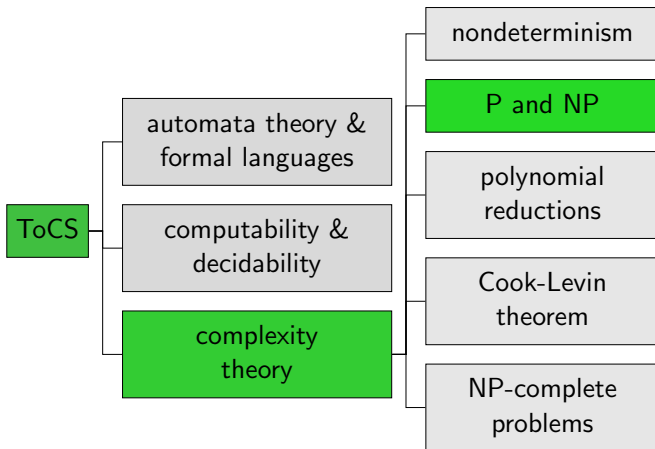 ToCS
automata theory &
formal languages
computability &
decidability
complexity
theory
nondeterminism
P and NP
polynomial
reductions
Cook-Levin
theorem
NP-complete
problems